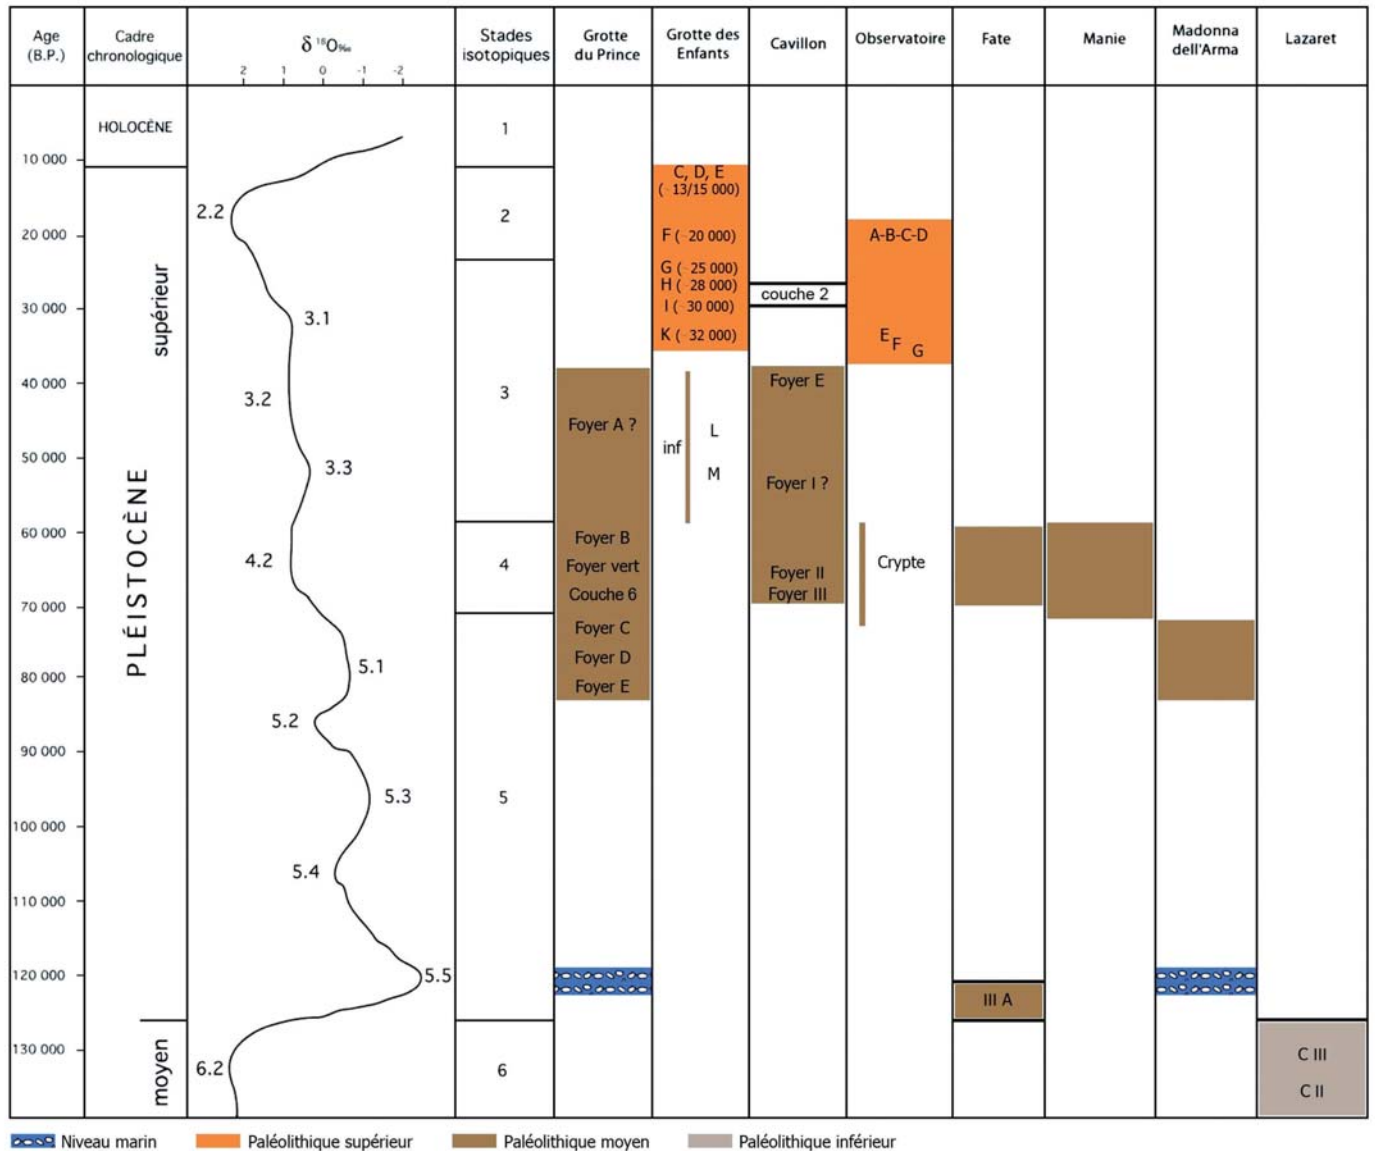 Age
(B.P.)
Cadre
chronologique
δ ¹⁸O‰
2 1 0 -1 -2
Stades
isotopiques
Grotte
du Prince
Grotte des
Enfants
Cavillon
Observatoire
Fate
Manie
Madonna
dell'Arma
Lazaret
10 000
20 000
30 000
40 000
50 000
60 000
70 000
80 000
90 000
100 000
110 000
120 000
130 000
HOLOCÈNE
PLÉISTOCÈNE
supérieur
moyen
2.2
3.1
3.2
3.3
4.2
5.1
5.2
5.3
5.4
5.5
6.2
1
2
3
4
5
6
Foyer A ?
Foyer B
Foyer vert
Couche 6
Foyer C
Foyer D
Foyer E
C, D, E
(-13/15 000)
F (-20 000)
G (-25 000)
H (-28 000)
I (-30 000)
K (-32 000)
inf
L
M
couche 2
Foyer E
Foyer I ?
Foyer II
Foyer III
A-B-C-D
E F G
Crypte
III A
C III
C II
Niveau marin
Paléolithique supérieur
Paléolithique moyen
Paléolithique inférieur